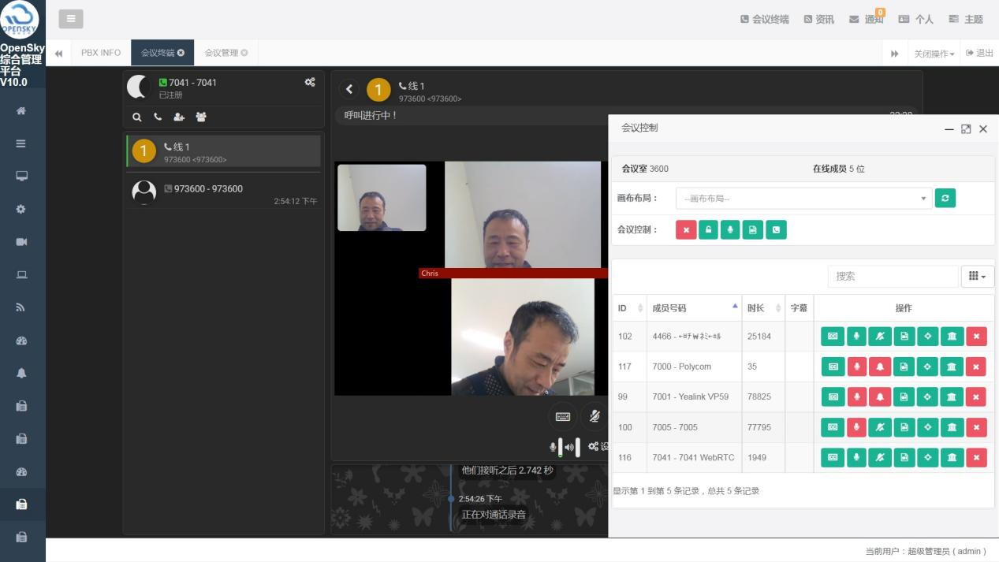 OPENSKY
OpenSky
综合管理
平台
V10.0
会议终端 资讯 通知 0 个人 主题
PBX INFO 会议终端 会议管理 关闭操作 退出
7041 - 7041
已注册
1 线 1
973600 <973600>
973600 - 973600
2:54:12 下午
1 线 1
973600 <973600>
呼叫进行中！
Chris
他们接听之后 2.742 秒
2:54:26 下午
正在对通话录音
会议控制
会议室 3600 在线成员 5 位
画布布局： --画布布局--
会议控制：
搜索
ID 成员号码 时长 字幕 操作
102 4466 - 25184
117 7000 - Polycom 35
99 7001 - Yealink VP59 78825
100 7005 - 7005 77795
116 7041 - 7041 WebRTC 1949
显示第 1 到第 5 条记录，总共 5 条记录
当前用户：超级管理员 ( admin )